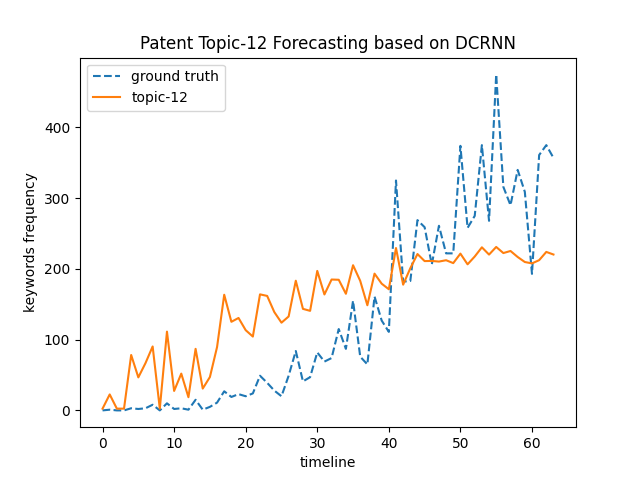 Patent Topic-12 Forecasting based on DCRNN
ground truth
topic-12
keywords frequency
400
300
200
100
0
0 10 20 30 40 50 60
timeline